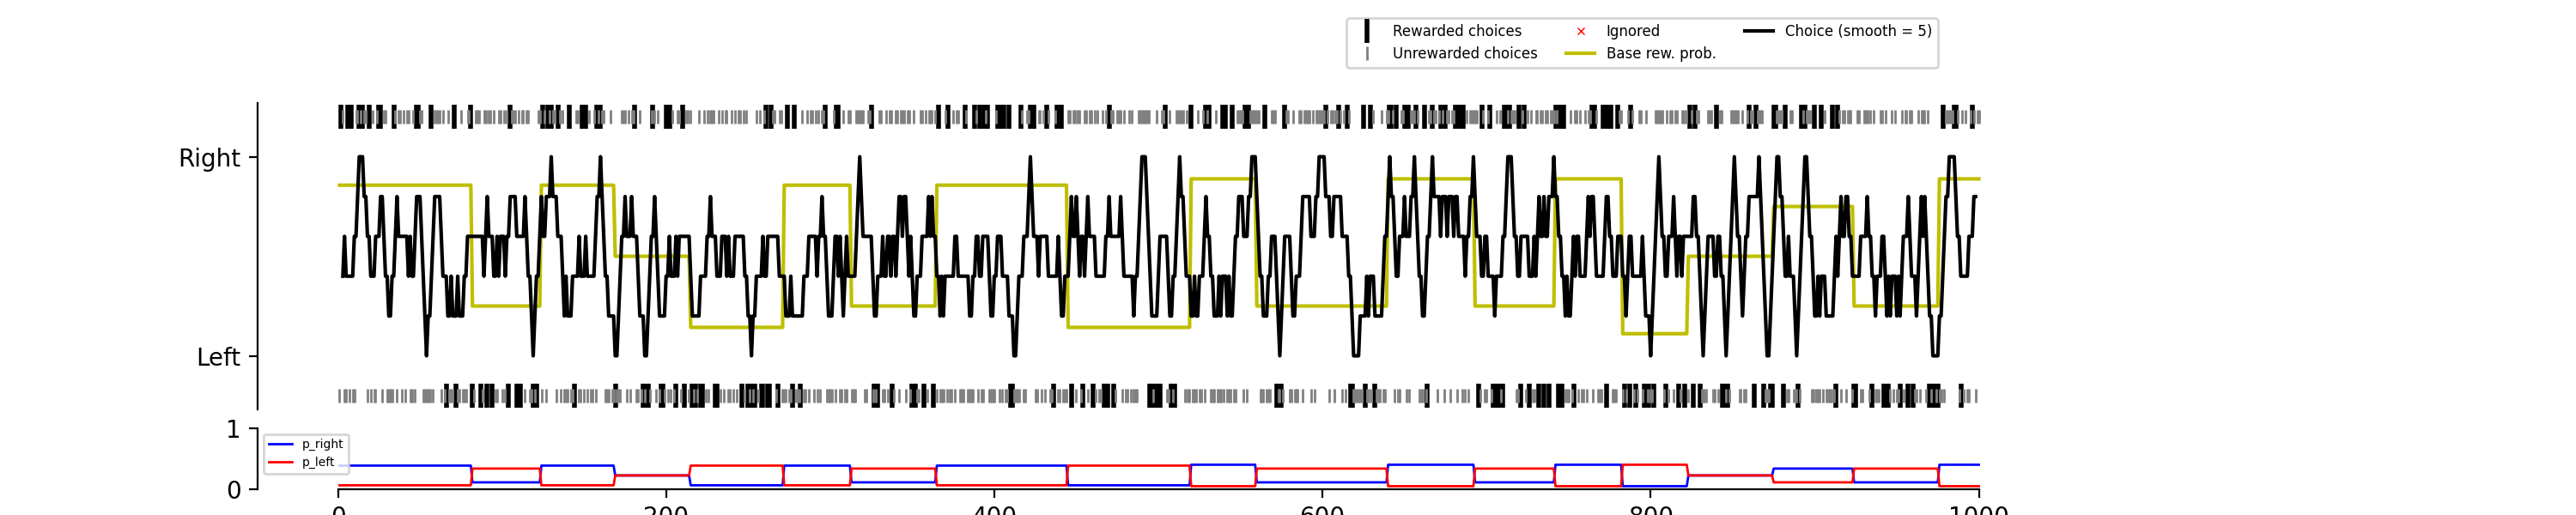 Rewarded choices
Unrewarded choices
Ignored
Base rew. prob.
Choice (smooth = 5)
Right
Left
1
0
p_right
p_left
0 200 400 600 800 1000